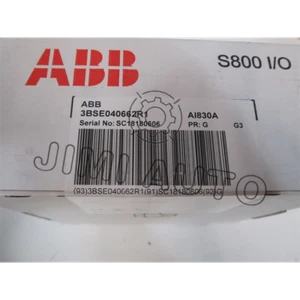 ABB
S800 I/O
ABB
3BSE040662R1 AI830A
Serial No: SC18180606 PR: G G3
JIMI AUTO
(93)3BSE040662R1(91)SC18180606(92)G